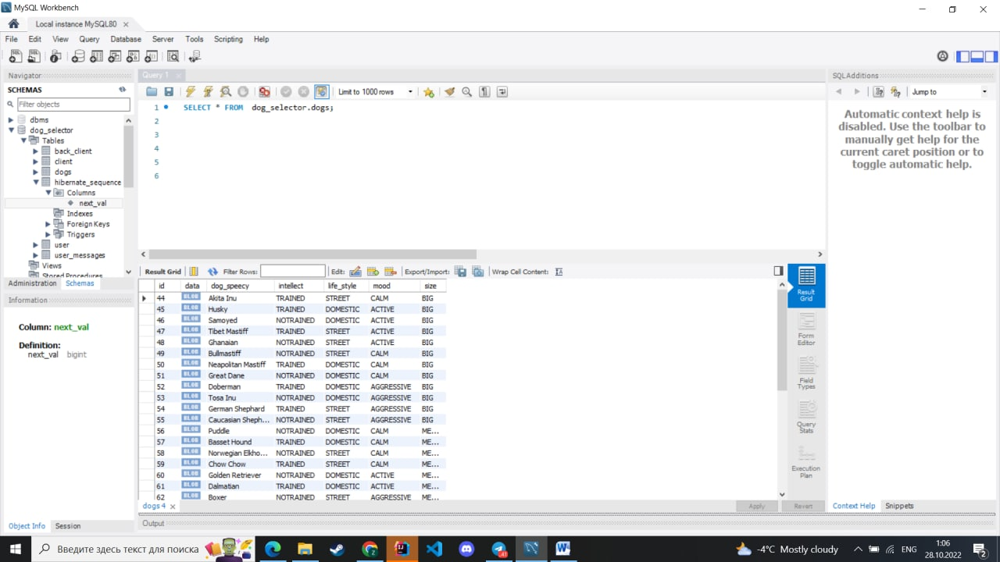 MySQL Workbench
Local instance MySQL80
File Edit View Query Database Server Tools Scripting Help
Navigator
SCHEMAS
Filter objects
dbms
dog_selector
Tables
back_client
client
dogs
hibernate_sequence
Columns
next_val
Indexes
Foreign Keys
Triggers
user
user_messages
Views
Stored Procedures
Administration Schemas
Information
Column: next_val
Definition:
next_val bigint
Object Info Session
Query 1
Limit to 1000 rows
1 SELECT * FROM dog_selector.dogs;
2
3
4
5
6
Result Grid Filter Rows: Edit: Export/Import: Wrap Cell Content:
id data dog_speecy intellect life_style mood size
44 BLOB Akita Inu TRAINED STREET CALM BIG
45 BLOB Husky TRAINED DOMESTIC ACTIVE BIG
46 BLOB Samoyed NOTRAINED DOMESTIC ACTIVE BIG
47 BLOB Tibet Mastiff TRAINED STREET ACTIVE BIG
48 BLOB Ghanaian NOTRAINED STREET ACTIVE BIG
49 BLOB Bullmastiff NOTRAINED STREET CALM BIG
50 BLOB Neapolitan Mastiff TRAINED DOMESTIC CALM BIG
51 BLOB Great Dane NOTRAINED DOMESTIC CALM BIG
52 BLOB Doberman TRAINED DOMESTIC AGGRESSIVE BIG
53 BLOB Tosa Inu NOTRAINED DOMESTIC AGGRESSIVE BIG
54 BLOB German Shephard TRAINED STREET AGGRESSIVE BIG
55 BLOB Caucasian Sheph... NOTRAINED STREET AGGRESSIVE BIG
56 BLOB Puddle NOTRAINED DOMESTIC CALM ME...
57 BLOB Basset Hound TRAINED DOMESTIC CALM ME...
58 BLOB Norwegian Elkho... NOTRAINED STREET CALM ME...
59 BLOB Chow Chow TRAINED STREET CALM ME...
60 BLOB Golden Retriever NOTRAINED DOMESTIC ACTIVE ME...
61 BLOB Dalmatian TRAINED DOMESTIC ACTIVE ME...
62 BLOB Boxer NOTRAINED STREET AGGRESSIVE ME...
Result
Grid
Form
Editor
Field
Types
Query
Stats
Execution
Plan
dogs 4
Apply Revert
Output
SQLAdditions
Jump to
Automatic context help is
disabled. Use the toolbar to
manually get help for the
current caret position or to
toggle automatic help.
Context Help Snippets
Введите здесь текст для поиска
41
-4°C Mostly cloudy
ENG
1:06
28.10.2022
2